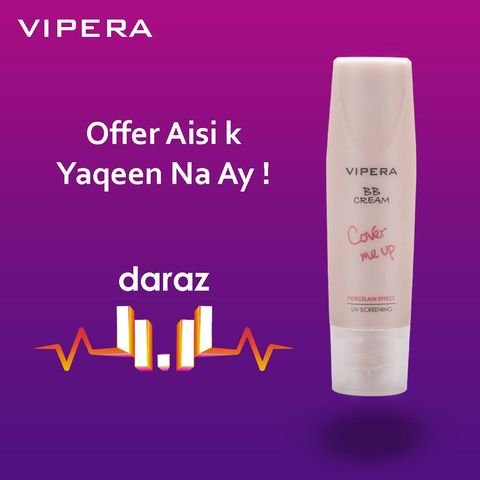 VIPERA
Offer Aisi k
Yaqeen Na Ay !
daraz
11.11
VIPERA
BB
CREAM
Cover
me up
PORCELAIN EFFECT
UV SCREENING